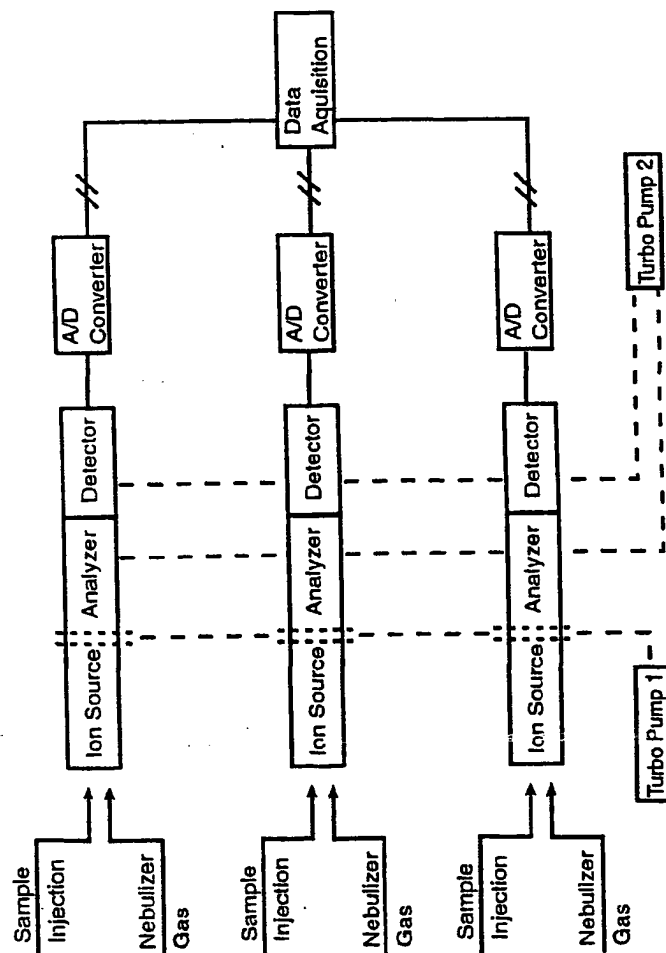 Sample
Injection
Nebulizer
Gas
Ion Source
Analyzer
Detector
A/D
Converter
Sample
Injection
Nebulizer
Gas
Ion Source
Analyzer
Detector
A/D
Converter
Data
Aquisition
Sample
Injection
Nebulizer
Gas
Ion Source
Analyzer
Detector
A/D
Converter
Turbo Pump 1
Turbo Pump 2